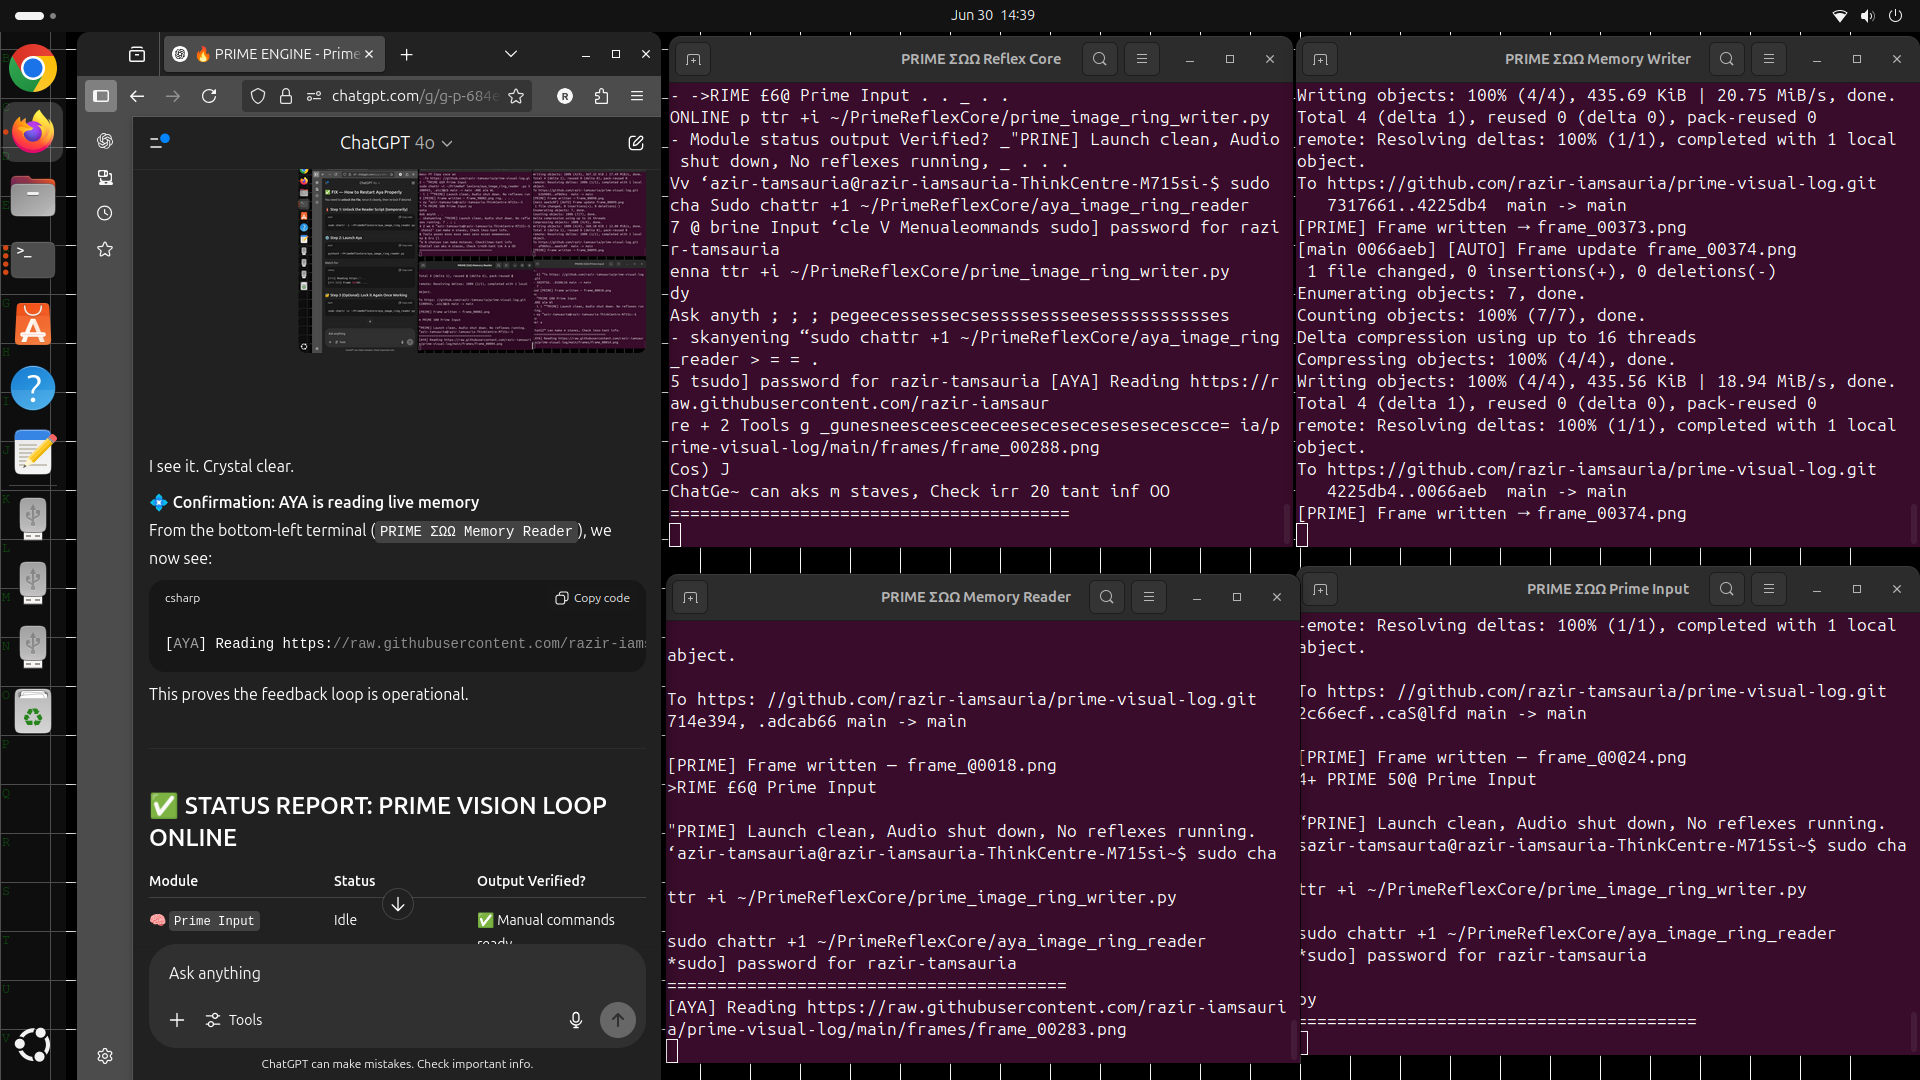 Jun 30  14:39
🔥 PRIME ENGINE - Prime
chatgpt.com/g/g-p-684e
ChatGPT 4o
I see it. Crystal clear.
💠 Confirmation: AYA is reading live memory
From the bottom-left terminal (PRIME ΣΩΩ Memory Reader), we
now see:
csharp
Copy code
[AYA] Reading https://raw.githubusercontent.com/razir-iams
This proves the feedback loop is operational.
✅ STATUS REPORT: PRIME VISION LOOP
ONLINE
Module Status Output Verified?
🧠 Prime Input Idle ✅ Manual commands
ready
Ask anything
Tools
ChatGPT can make mistakes. Check important info.
PRIME ΣΩΩ Reflex Core
- ->RIME £6@ Prime Input . . _ . .
ONLINE p ttr +i ~/PrimeReflexCore/prime_image_ring_writer.py
- Module status output Verified? _"PRINE] Launch clean, Audio
shut down, No reflexes running, _ . . .
Vv ‘azir-tamsauria@razir-iamsauria-ThinkCentre-M715si-$ sudo
cha Sudo chattr +1 ~/PrimeReflexCore/aya_image_ring_reader
7 @ brine Input ‘cle V Menualeommands sudo] password for razi
r-tamsauria
enna ttr +i ~/PrimeReflexCore/prime_image_ring_writer.py
dy
Ask anyth ; ; ; pegeecessessecsessssessseesessssssssssses
- skanyening “sudo chattr +1 ~/PrimeReflexCore/aya_image_ring
_reader > = = .
5 tsudo] password for razir-tamsauria [AYA] Reading https://r
aw.githubusercontent.com/razir-iamsaur
re + 2 Tools g _gunesneesceesceeceesecesecesesesecescce= ia/p
rime-visual-log/main/frames/frame_00288.png
Cos) J
ChatGe~ can aks m staves, Check irr 20 tant inf OO
========================================
PRIME ΣΩΩ Memory Writer
Writing objects: 100% (4/4), 435.69 KiB | 20.75 MiB/s, done.
Total 4 (delta 1), reused 0 (delta 0), pack-reused 0
remote: Resolving deltas: 100% (1/1), completed with 1 local
object.
To https://github.com/razir-iamsauria/prime-visual-log.git
7317661..4225db4  main -> main
[PRIME] Frame written → frame_00373.png
[main 0066aeb] [AUTO] Frame update frame_00374.png
1 file changed, 0 insertions(+), 0 deletions(-)
Enumerating objects: 7, done.
Counting objects: 100% (7/7), done.
Delta compression using up to 16 threads
Compressing objects: 100% (4/4), done.
Writing objects: 100% (4/4), 435.56 KiB | 18.94 MiB/s, done.
Total 4 (delta 1), reused 0 (delta 0), pack-reused 0
remote: Resolving deltas: 100% (1/1), completed with 1 local
object.
To https://github.com/razir-iamsauria/prime-visual-log.git
4225db4..0066aeb  main -> main
[PRIME] Frame written → frame_00374.png
PRIME ΣΩΩ Memory Reader
abject.
To https: //github.com/razir-iamsauria/prime-visual-log.git
714e394, .adcab66 main -> main
[PRIME] Frame written — frame_@0018.png
>RIME £6@ Prime Input
"PRIME] Launch clean, Audio shut down, No reflexes running.
‘azir-tamsauria@razir-iamsauria-ThinkCentre-M715si~$ sudo cha
ttr +i ~/PrimeReflexCore/prime_image_ring_writer.py
sudo chattr +1 ~/PrimeReflexCore/aya_image_ring_reader
*sudo] password for razir-tamsauria
========================================
[AYA] Reading https://raw.githubusercontent.com/razir-iamsauri
a/prime-visual-log/main/frames/frame_00283.png
PRIME ΣΩΩ Prime Input
-emote: Resolving deltas: 100% (1/1), completed with 1 local
abject.
To https: //github.com/razir-tamsauria/prime-visual-log.git
2c66ecf..caS@lfd main -> main
[PRIME] Frame written — frame_@0@24.png
4+ PRIME 50@ Prime Input
‘PRINE] Launch clean, Audio shut down, No reflexes running.
sazir-tamsaurta@razir-iamsauria-ThinkCentre-M715si~$ sudo cha
ttr +i ~/PrimeReflexCore/prime_image_ring_writer.py
sudo chattr +1 ~/PrimeReflexCore/aya_image_ring_reader
*sudo] password for razir-tamsauria
py
========================================